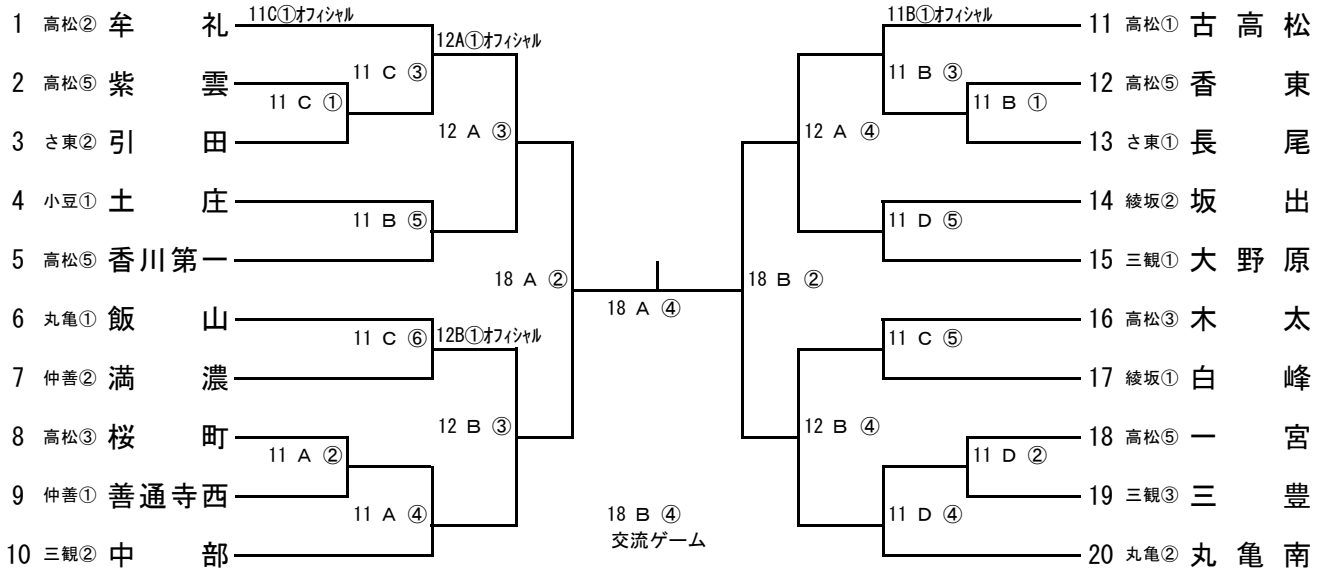 1 高松② 牟礼 11C①オフィシャル 11B①オフィシャル 11 高松① 古高松
12A①オフィシャル
11 C ③ 11 B ③
2 高松⑤ 紫雲 12 高松⑤ 香東
11 C ① 11 B ①
12 A ③ 12 A ④
3 さ東② 引田 13 さ東① 長尾
4 小豆① 土庄 14 綾坂② 坂出
11 B ⑤ 11 D ⑤
5 高松⑤ 香川第一 15 三観① 大野原
18 A ② 18 B ②
18 A ④
6 丸亀① 飯山 16 高松③ 木太
11 C ⑥ 12B①オフィシャル 11 C ⑤
7 仲善② 満濃 17 綾坂① 白峰
12 B ③ 12 B ④
8 高松③ 桜町 18 高松⑤ 一宮
11 A ② 11 D ②
9 仲善① 善通寺西 19 三観③ 三豊
11 A ④ 18 B ④ 11 D ④
交流ゲーム
10 三観② 中部 20 丸亀② 丸亀南